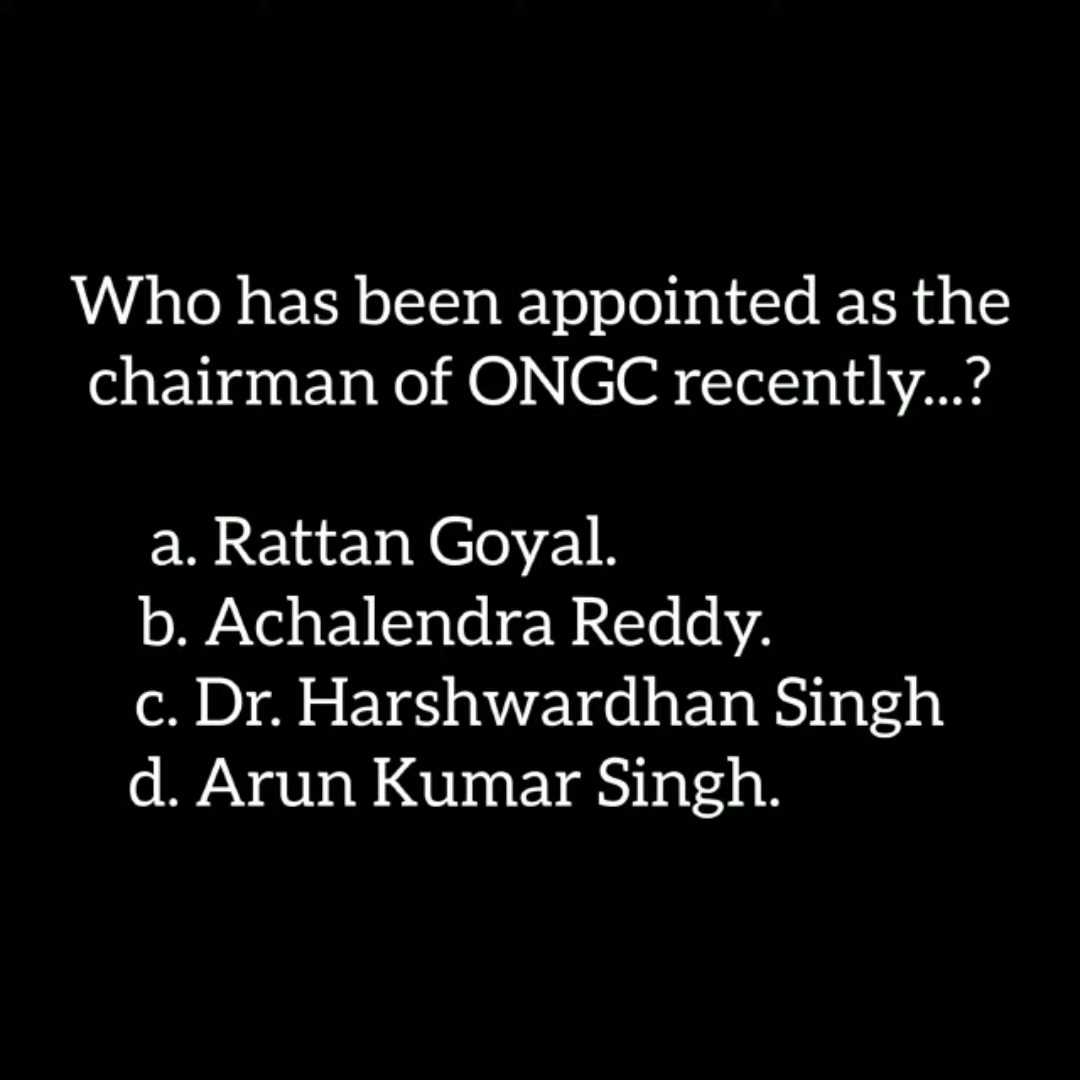 Who has been appointed as the
chairman of ONGC recently...?
a. Rattan Goyal.
b. Achalendra Reddy.
c. Dr. Harshwardhan Singh
d. Arun Kumar Singh.